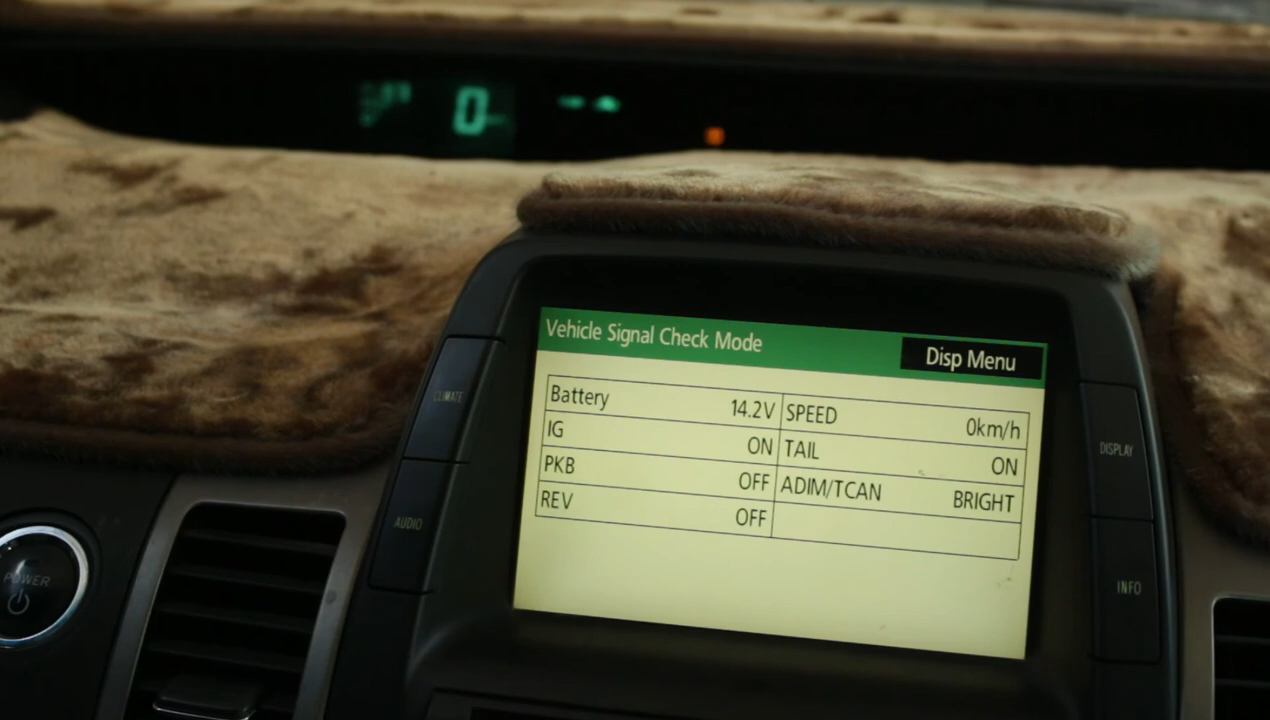 0
Vehicle Signal Check Mode
Disp Menu
Battery 14.2V SPEED 0km/h
IG ON TAIL ON
PKB OFF ADIM/TCAN BRIGHT
REV OFF
CLIMATE
AUDIO
DISPLAY
INFO
POWER